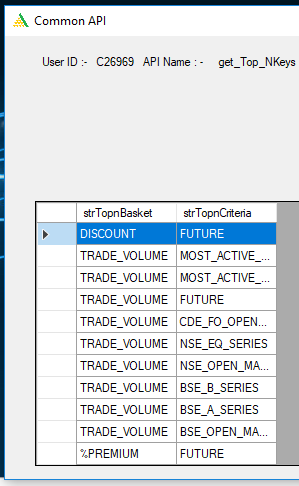 Common API
User ID :- C26969 API Name : - get_Top_NKeys
strTopnBasket strTopnCriteria
DISCOUNT FUTURE
TRADE_VOLUME MOST_ACTIVE_...
TRADE_VOLUME MOST_ACTIVE_...
TRADE_VOLUME FUTURE
TRADE_VOLUME CDE_FO_OPEN...
TRADE_VOLUME NSE_EQ_SERIES
TRADE_VOLUME NSE_OPEN_MA...
TRADE_VOLUME BSE_B_SERIES
TRADE_VOLUME BSE_A_SERIES
TRADE_VOLUME BSE_OPEN_MA...
%PREMIUM FUTURE